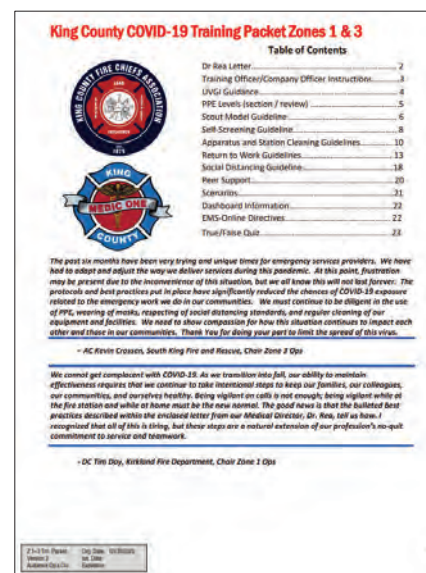 King County COVID-19 Training Packet Zones 1 & 3
Table of Contents
Dr Rea Letter 2
Training Officer/Company Officer Instructions 3
UVGI Guidance 4
PPE Levels (section / review) 5
Scout Model Guideline 6
Self-Screening Guideline 8
Apparatus and Station Cleaning Guidelines 10
Return to Work Guidelines 13
Social Distancing Guideline 18
Peer Support 20
Scenarios 21
Dashboard Information 22
EMS-Online Directives 22
True/False Quiz 23
KING COUNTY FIRE CHIEFS ASSOCIATION
KING
MEDIC ONE
COUNTY
The past six months have been very trying and unique times for emergency services providers. We have
had to adapt and adjust the way we deliver services during this pandemic. At this point, frustration
may be present due to the inconvenience of this situation, but we all know this will not last forever. The
protocols and best practices put in place have significantly reduced the chances of COVID-19 exposure
related to the emergency work we do in our communities. We must continue to be diligent in the use
of PPE, wearing of masks, respecting of social distancing standards, and regular cleaning of our
equipment and facilities. We need to show compassion for how this situation continues to impact each
other and those in our communities. Thank You for doing your part to limit the spread of this virus.
- AC Kevin Crossen, South King Fire and Rescue, Chair Zone 3 Ops
We cannot get complacent with COVID-19. As we transition into fall, our ability to maintain
effectiveness requires that we continue to take intentional steps to keep our families, our colleagues,
our communities, and ourselves healthy. Being vigilant on calls is not enough; being vigilant while at
the fire station and while at home must be the new normal. The good news is that the bulleted best
practices described within the enclosed letter from our Medical Director, Dr. Rea, tell us how. I
recognized that all of this is tiring, but these steps are a natural extension of our profession's no-quit
commitment to service and teamwork.
- DC Tim Day, Kirkland Fire Department, Chair Zone 1 Ops